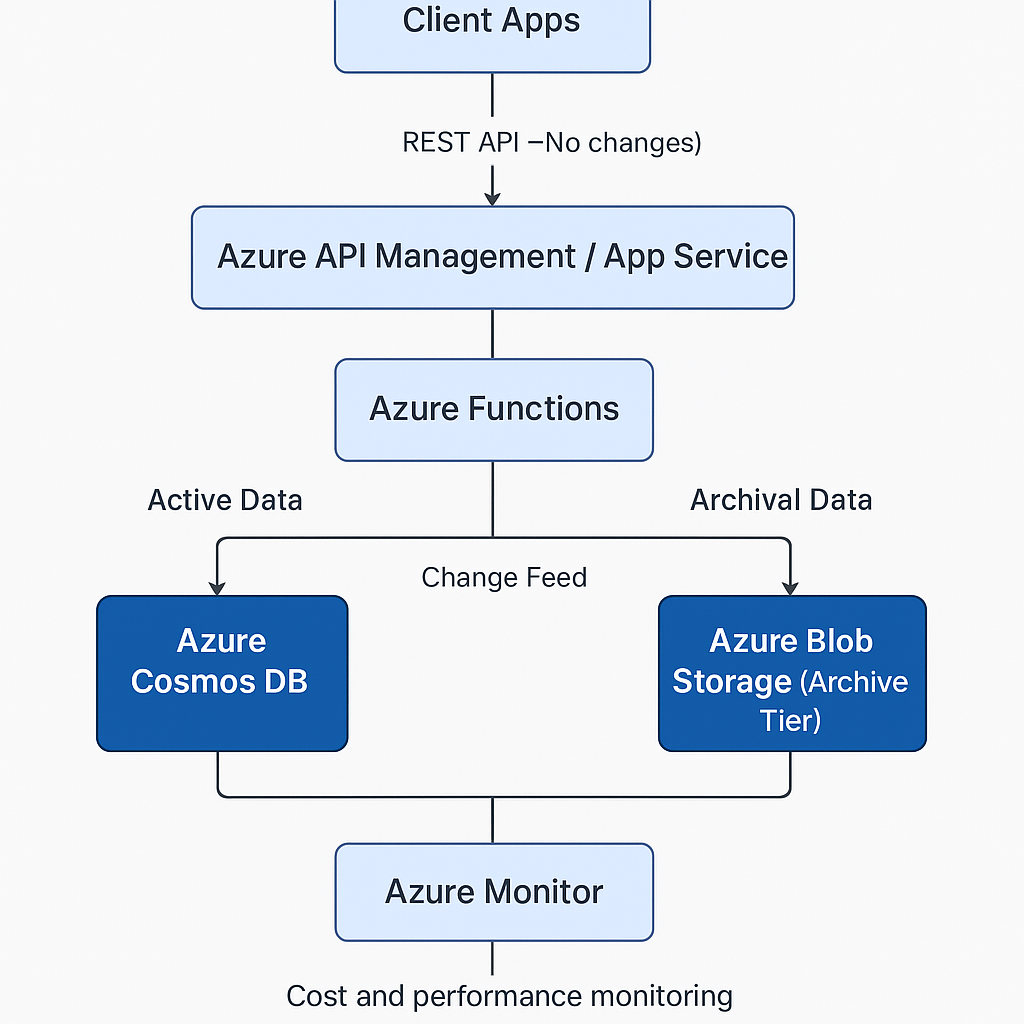 Client Apps
REST API –No changes)
Azure API Management / App Service
Azure Functions
Active Data
Archival Data
Change Feed
Azure
Cosmos DB
Azure Blob
Storage (Archive
Tier)
Azure Monitor
Cost and performance monitoring